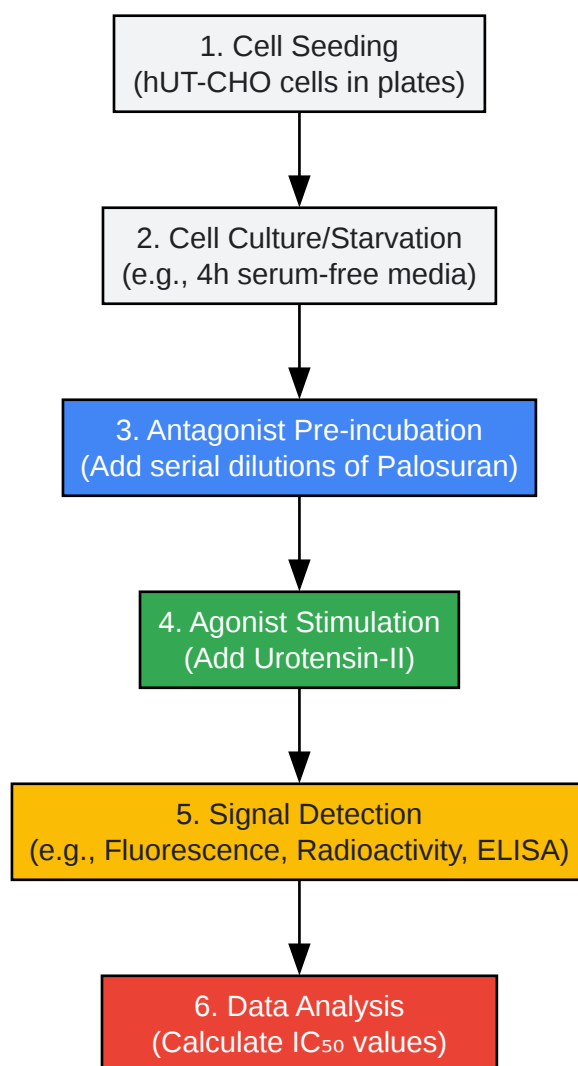 1. Cell Seeding
(hUT-CHO cells in plates)
2. Cell Culture/Starvation
(e.g., 4h serum-free media)
3. Antagonist Pre-incubation
(Add serial dilutions of Palosuran)
4. Agonist Stimulation
(Add Urotensin-II)
5. Signal Detection
(e.g., Fluorescence, Radioactivity, ELISA)
6. Data Analysis
(Calculate IC₅₀ values)